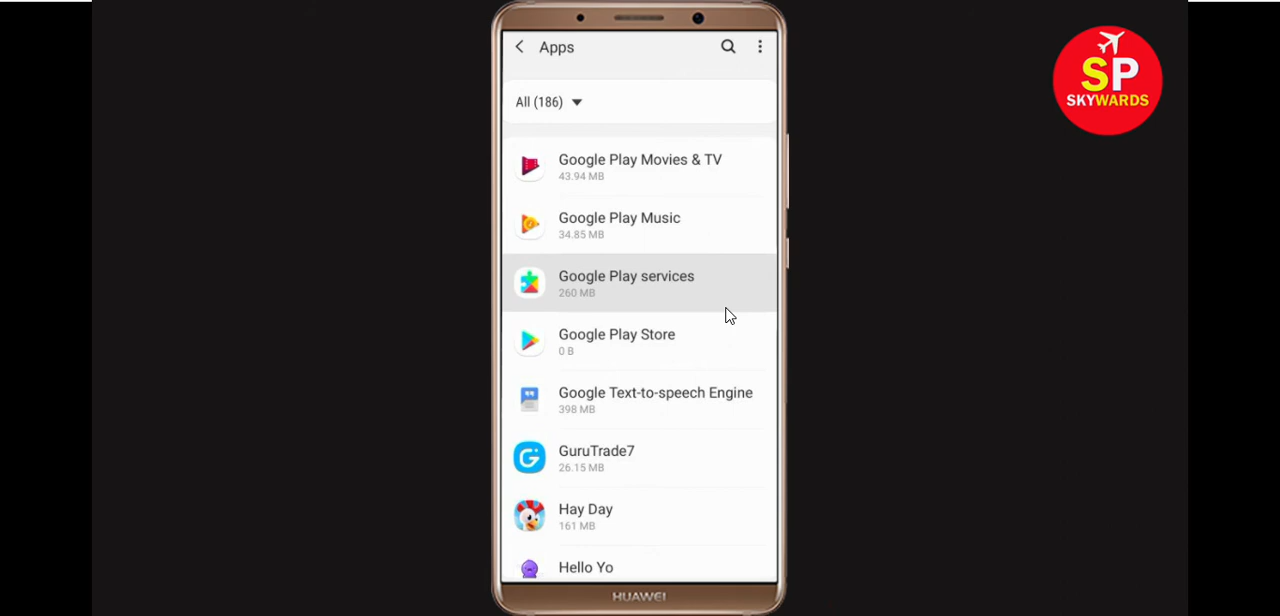 Apps
All (186)
Google Play Movies & TV
43.94 MB
Google Play Music
34.85 MB
Google Play services
260 MB
Google Play Store
0 B
Google Text-to-speech Engine
398 MB
GuruTrade7
26.15 MB
Hay Day
161 MB
Hello Yo
HUAWEI
SP
SKYWARDS